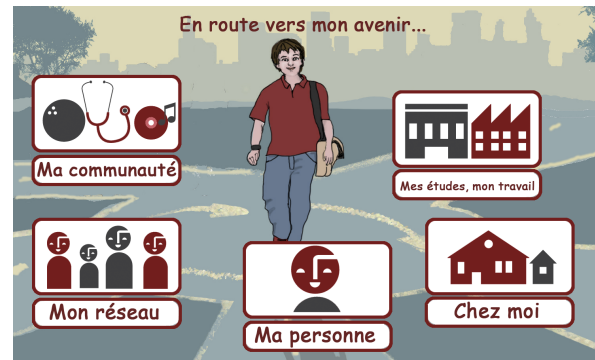 En route vers mon avenir...
Ma communauté
Mes études, mon travail
Mon réseau
Ma personne
Chez moi